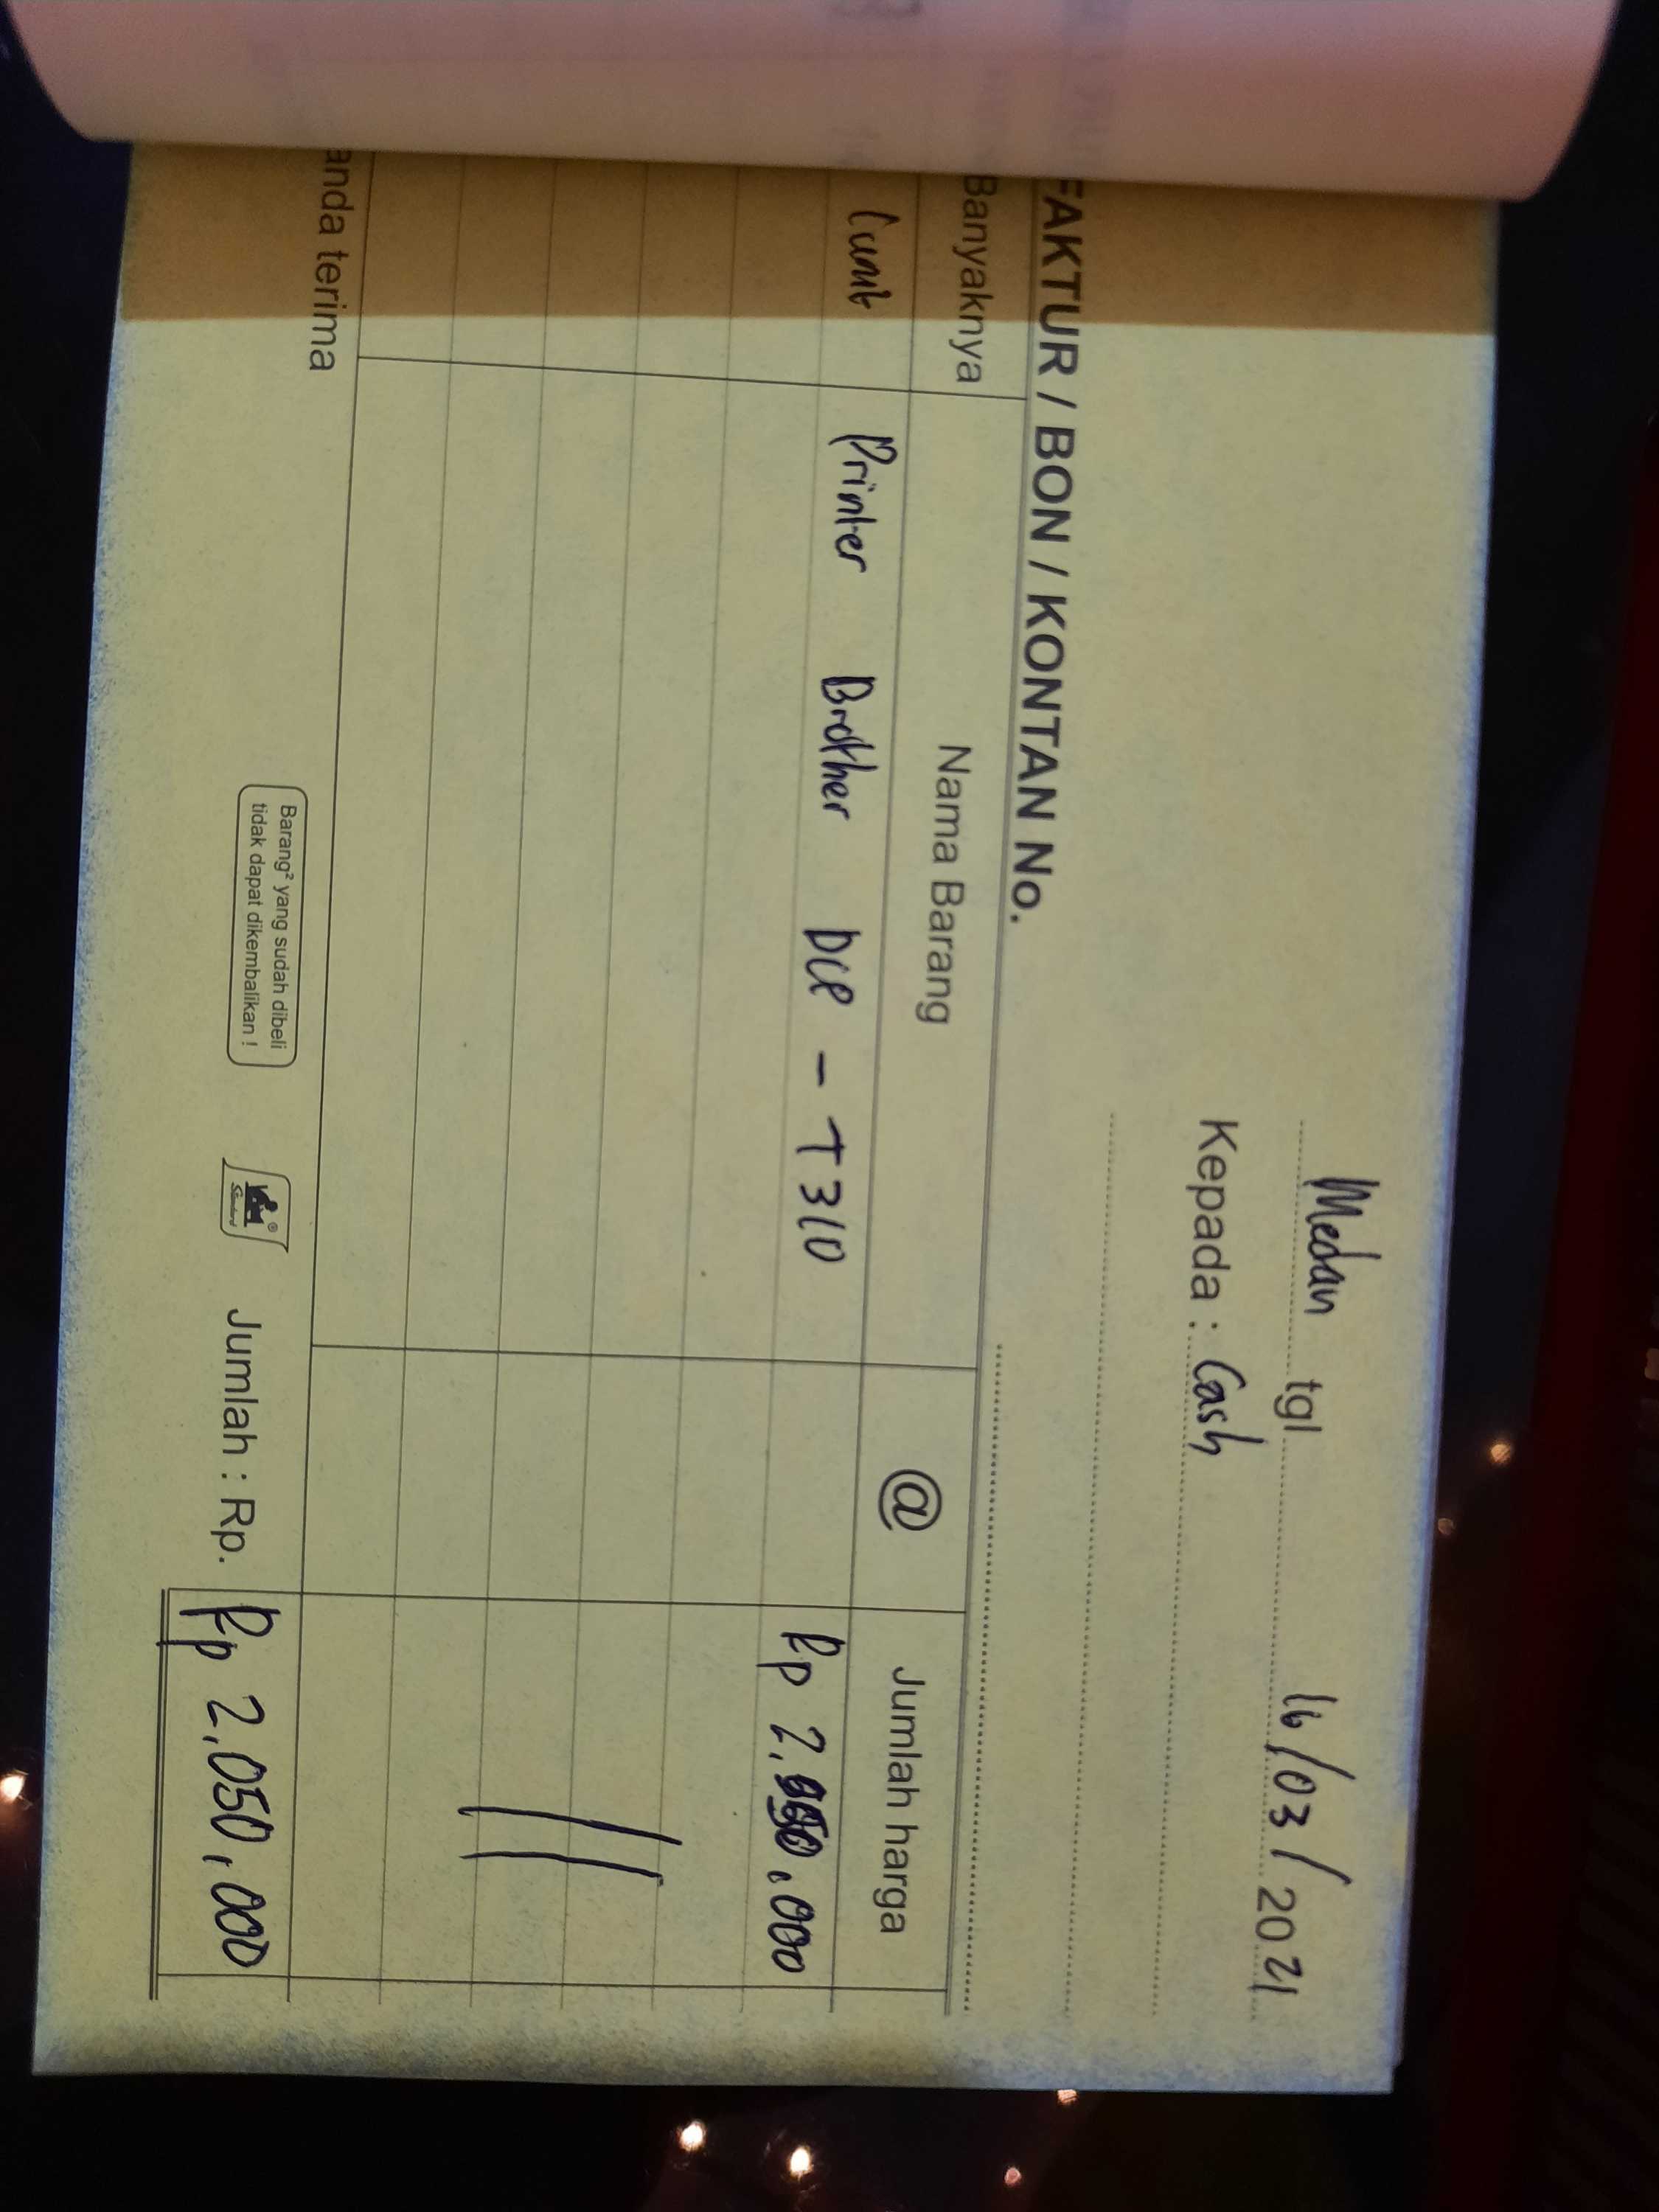 Medan tgl 16/03/2021
Kepada : Cash
FAKTUR / BON / KONTAN No.
Banyaknya Nama Barang @ Jumlah harga
1 unit Printer Brother DCP - T310 Rp 2.050.000
anda terima
Barang² yang sudah dibeli
tidak dapat dikembalikan !
Standard
®
Jumlah : Rp. Rp 2.050.000